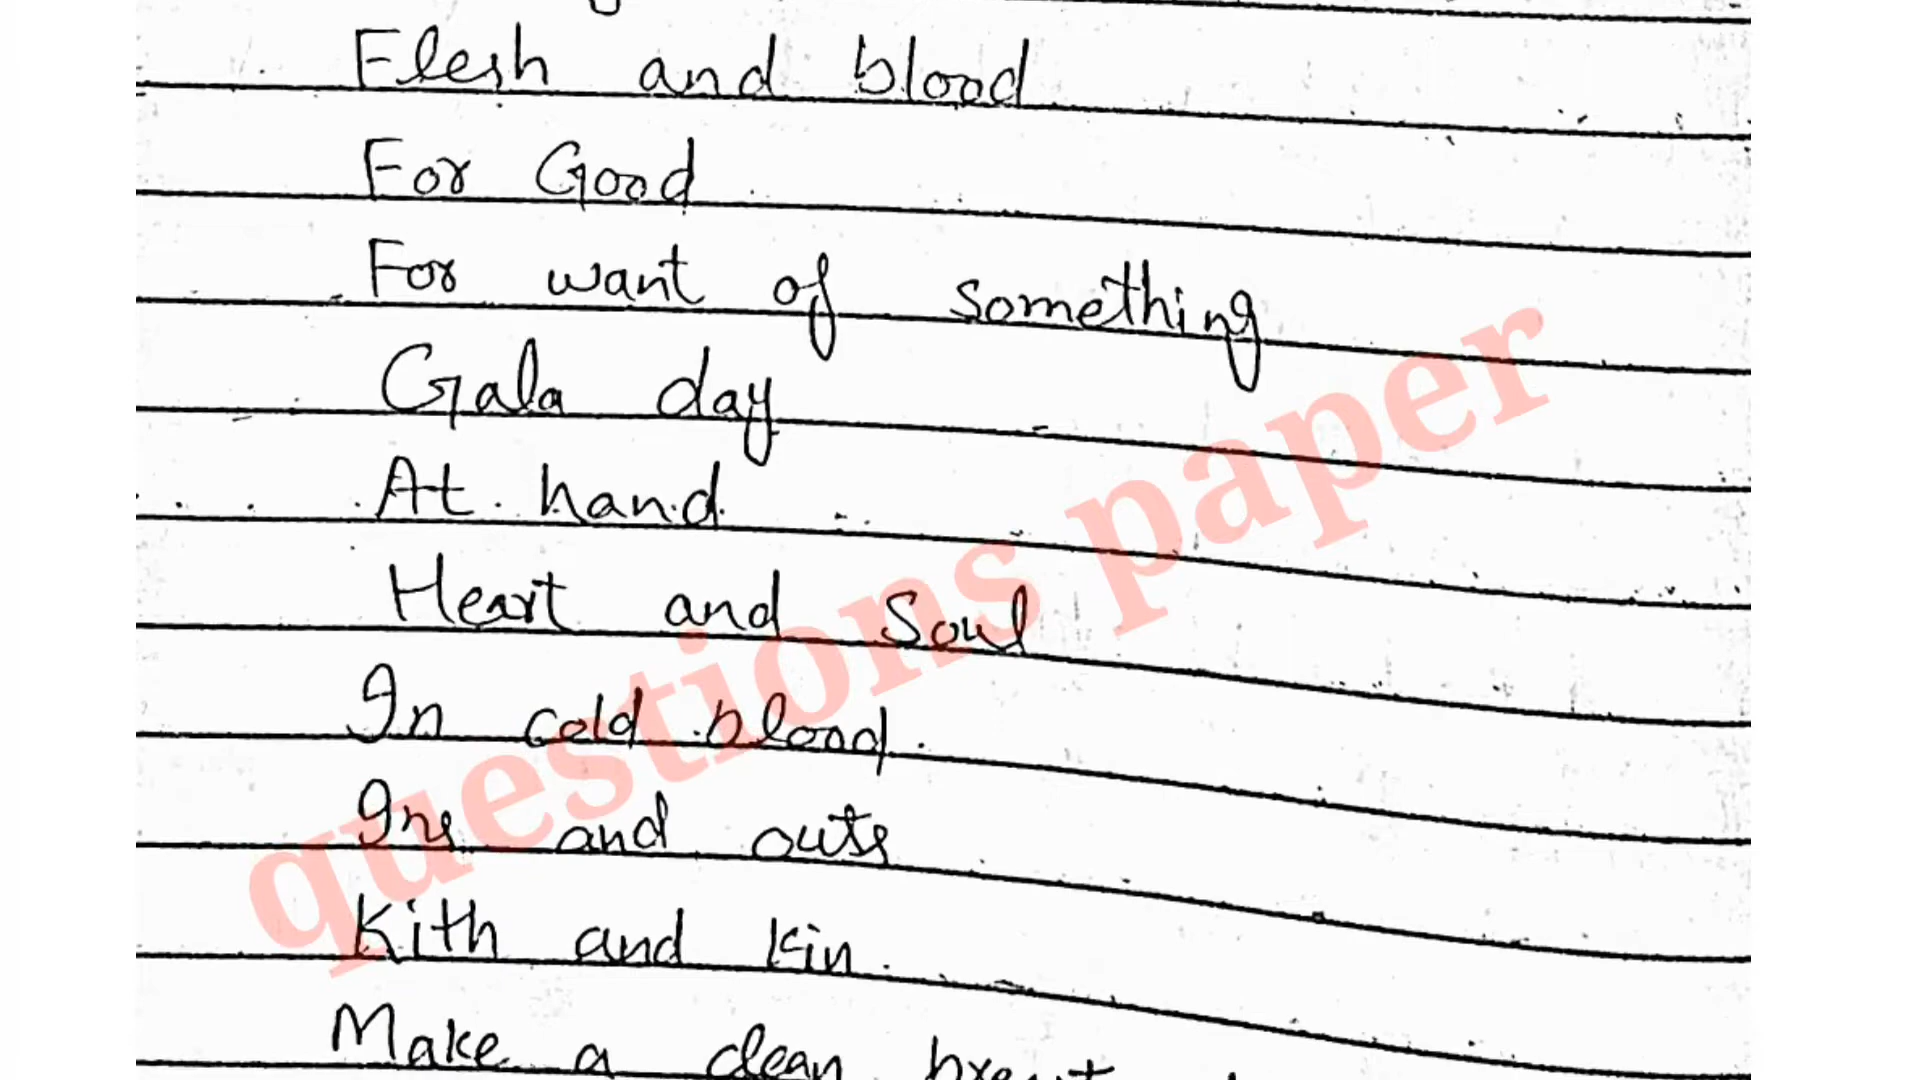 Flesh and blood
For Good
For want of something
Gala day
At hand
Heart and Soul
In cold blood
Ins and outs
Kith and kin
Make a clean breast
questions paper